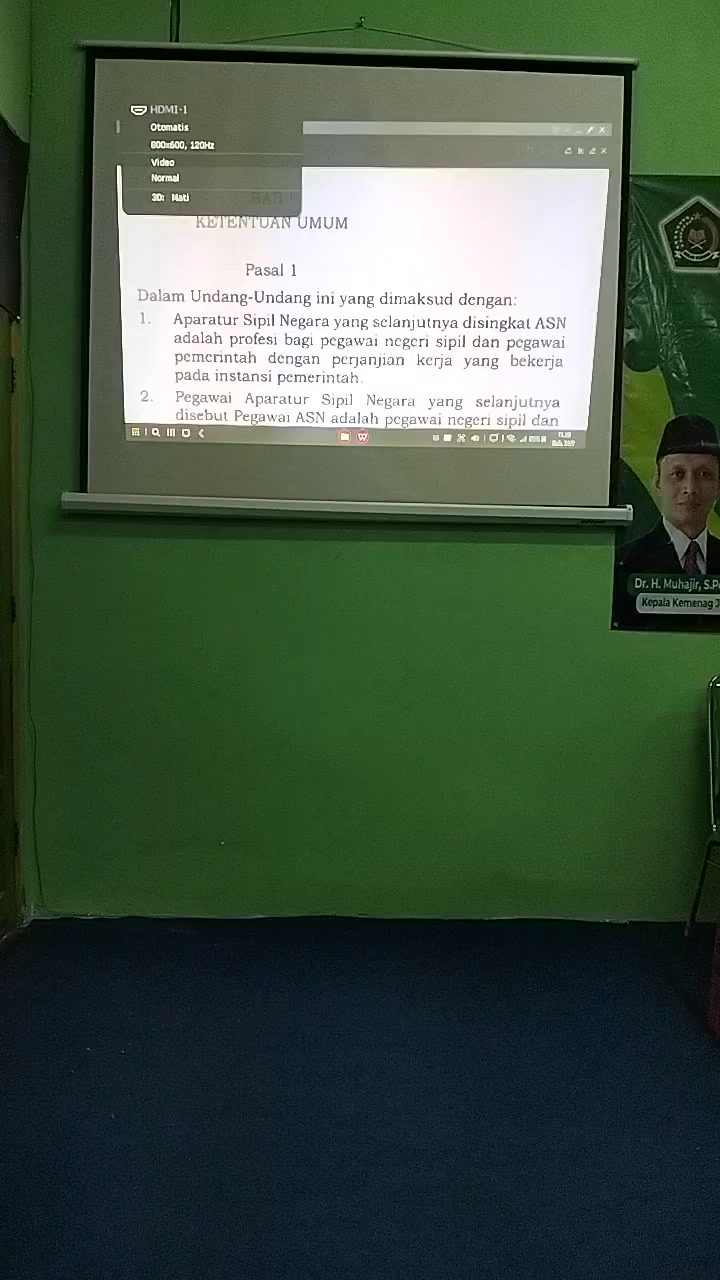 HDMI-1
Otomatis
800x600, 120Hz
Video
Normal
3D: Mati
BAB
KETENTUAN UMUM
Pasal 1
Dalam Undang-Undang ini yang dimaksud dengan:
1. Aparatur Sipil Negara yang selanjutnya disingkat ASN
adalah profesi bagi pegawai negeri sipil dan pegawai
pemerintah dengan perjanjian kerja yang bekerja
pada instansi pemerintah.
2. Pegawai Aparatur Sipil Negara yang selanjutnya
disebut Pegawai ASN adalah pegawai negeri sipil dan
Dr. H. Muhajir, S.P
Kepala Kemenag J